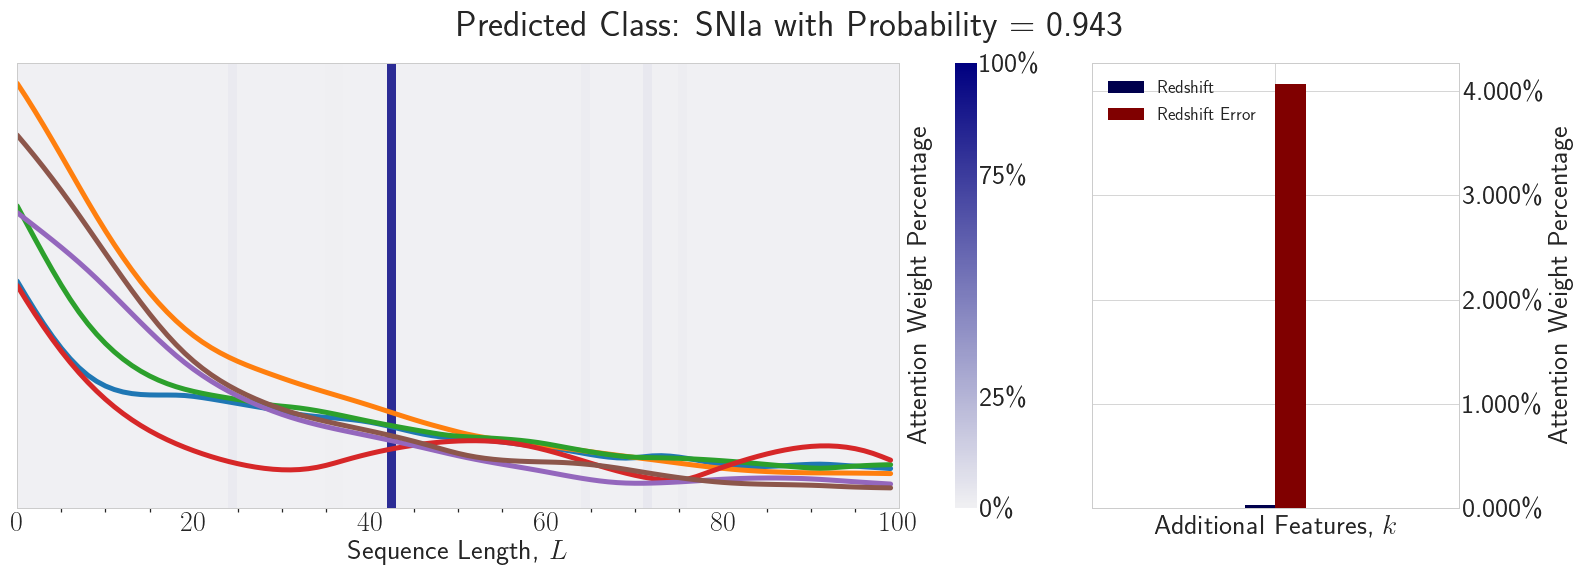 Predicted Class: SNIa with Probability = 0.943
100%
75%
25%
0%
Attention Weight Percentage
0
20
40
60
80
100
Sequence Length, L
Redshift
Redshift Error
4.000%
3.000%
2.000%
1.000%
0.000%
Attention Weight Percentage
Additional Features, k